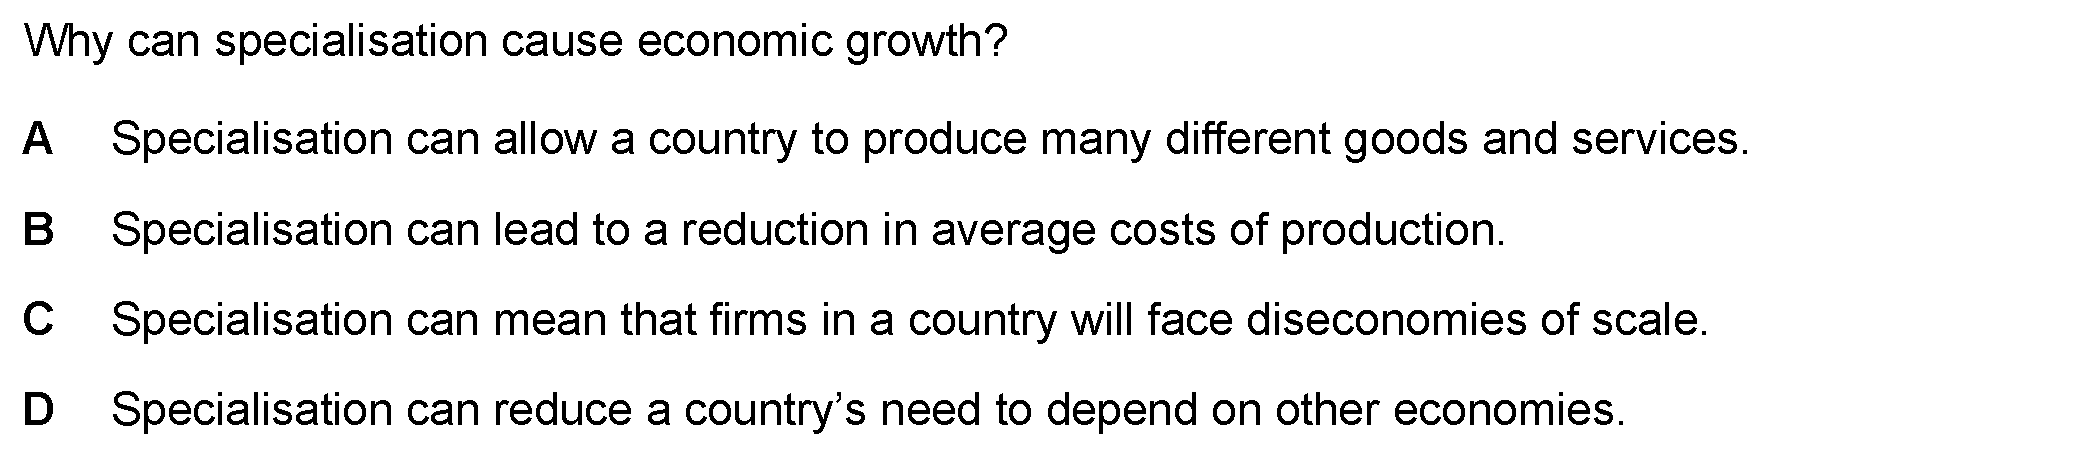 Why can specialisation cause economic growth?
A Specialisation can allow a country to produce many different goods and services.
B Specialisation can lead to a reduction in average costs of production.
C Specialisation can mean that firms in a country will face diseconomies of scale.
D Specialisation can reduce a country’s need to depend on other economies.